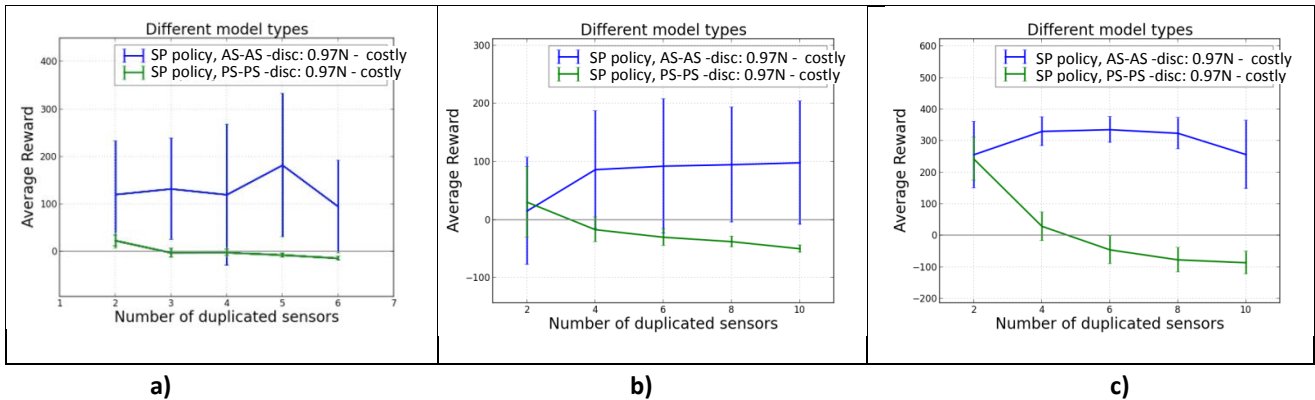 Different model types
SP policy, AS-AS -disc: 0.97N - costly
SP policy, PS-PS -disc: 0.97N - costly
Average Reward
400
300
200
100
0
1 2 3 4 5 6 7
Number of duplicated sensors
a)
Different model types
SP policy, AS-AS -disc: 0.97N - costly
SP policy, PS-PS -disc: 0.97N - costly
Average Reward
300
200
100
0
−100
2 4 6 8 10
Number of duplicated sensors
b)
Different model types
SP policy, AS-AS -disc: 0.97N - costly
SP policy, PS-PS -disc: 0.97N - costly
Average Reward
600
500
400
300
200
100
0
−100
−200
2 4 6 8 10
Number of duplicated sensors
c)